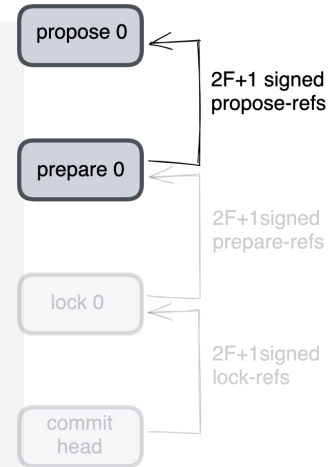 propose 0
2F+1 signed
propose-refs
prepare 0
2F+1signed
prepare-refs
lock 0
2F+1signed
lock-refs
commit
head